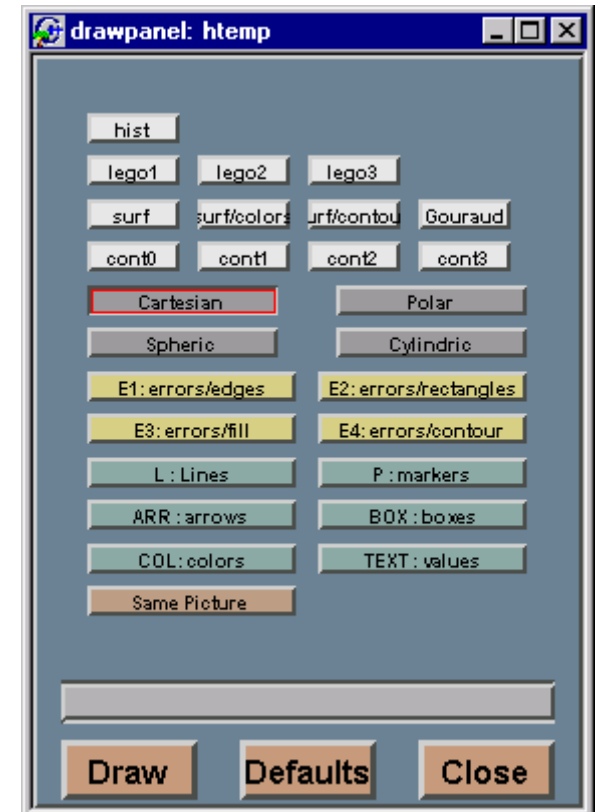 drawpanel: htemp
hist
lego1 lego2 lego3
surf surf/colors urf/contou Gouraud
cont0 cont1 cont2 cont3
Cartesian Polar
Spheric Cylindric
E1: errors/edges E2: errors/rectangles
E3: errors/fill E4: errors/contour
L : Lines P : markers
ARR : arrows BOX : boxes
COL: colors TEXT : values
Same Picture
Draw Defaults Close